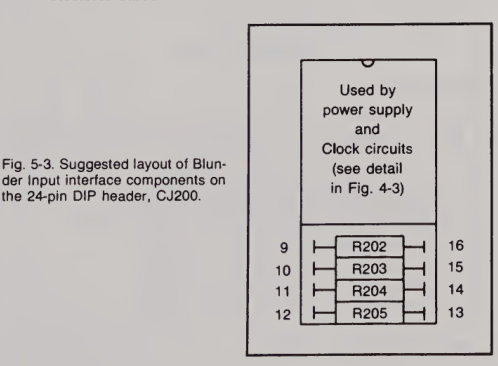 Fig. 5-3. Suggested layout of Blun-
der Input interface components on
the 24-pin DIP header, CJ200.
Used by
power supply
and
Clock circuits
(see detail
in Fig. 4-3)
9 R202 16
10 R203 15
11 R204 14
12 R205 13